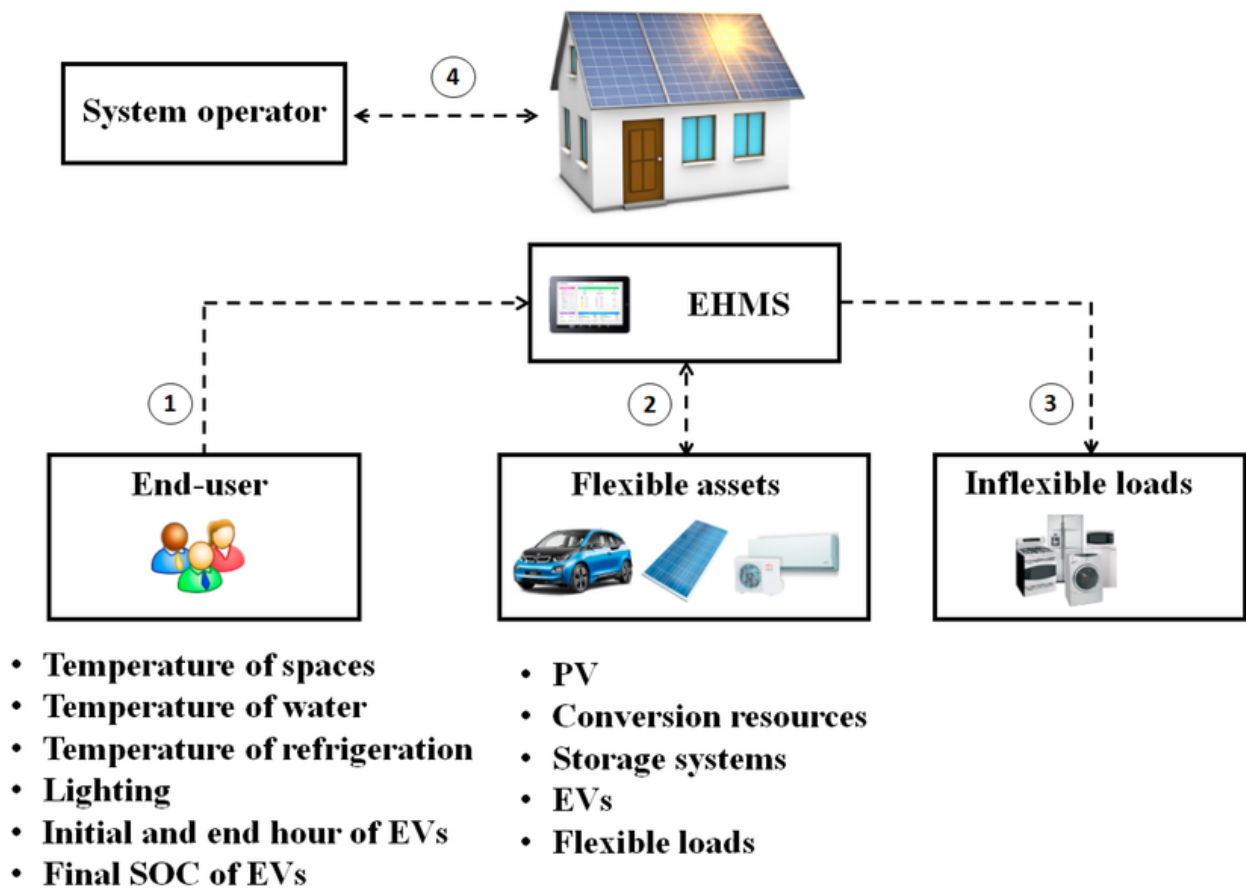 4
System operator
EHMS
1
2
3
End-user
Flexible assets
Inflexible loads
• Temperature of spaces
• Temperature of water
• Temperature of refrigeration
• Lighting
• Initial and end hour of EVs
• Final SOC of EVs
• PV
• Conversion resources
• Storage systems
• EVs
• Flexible loads